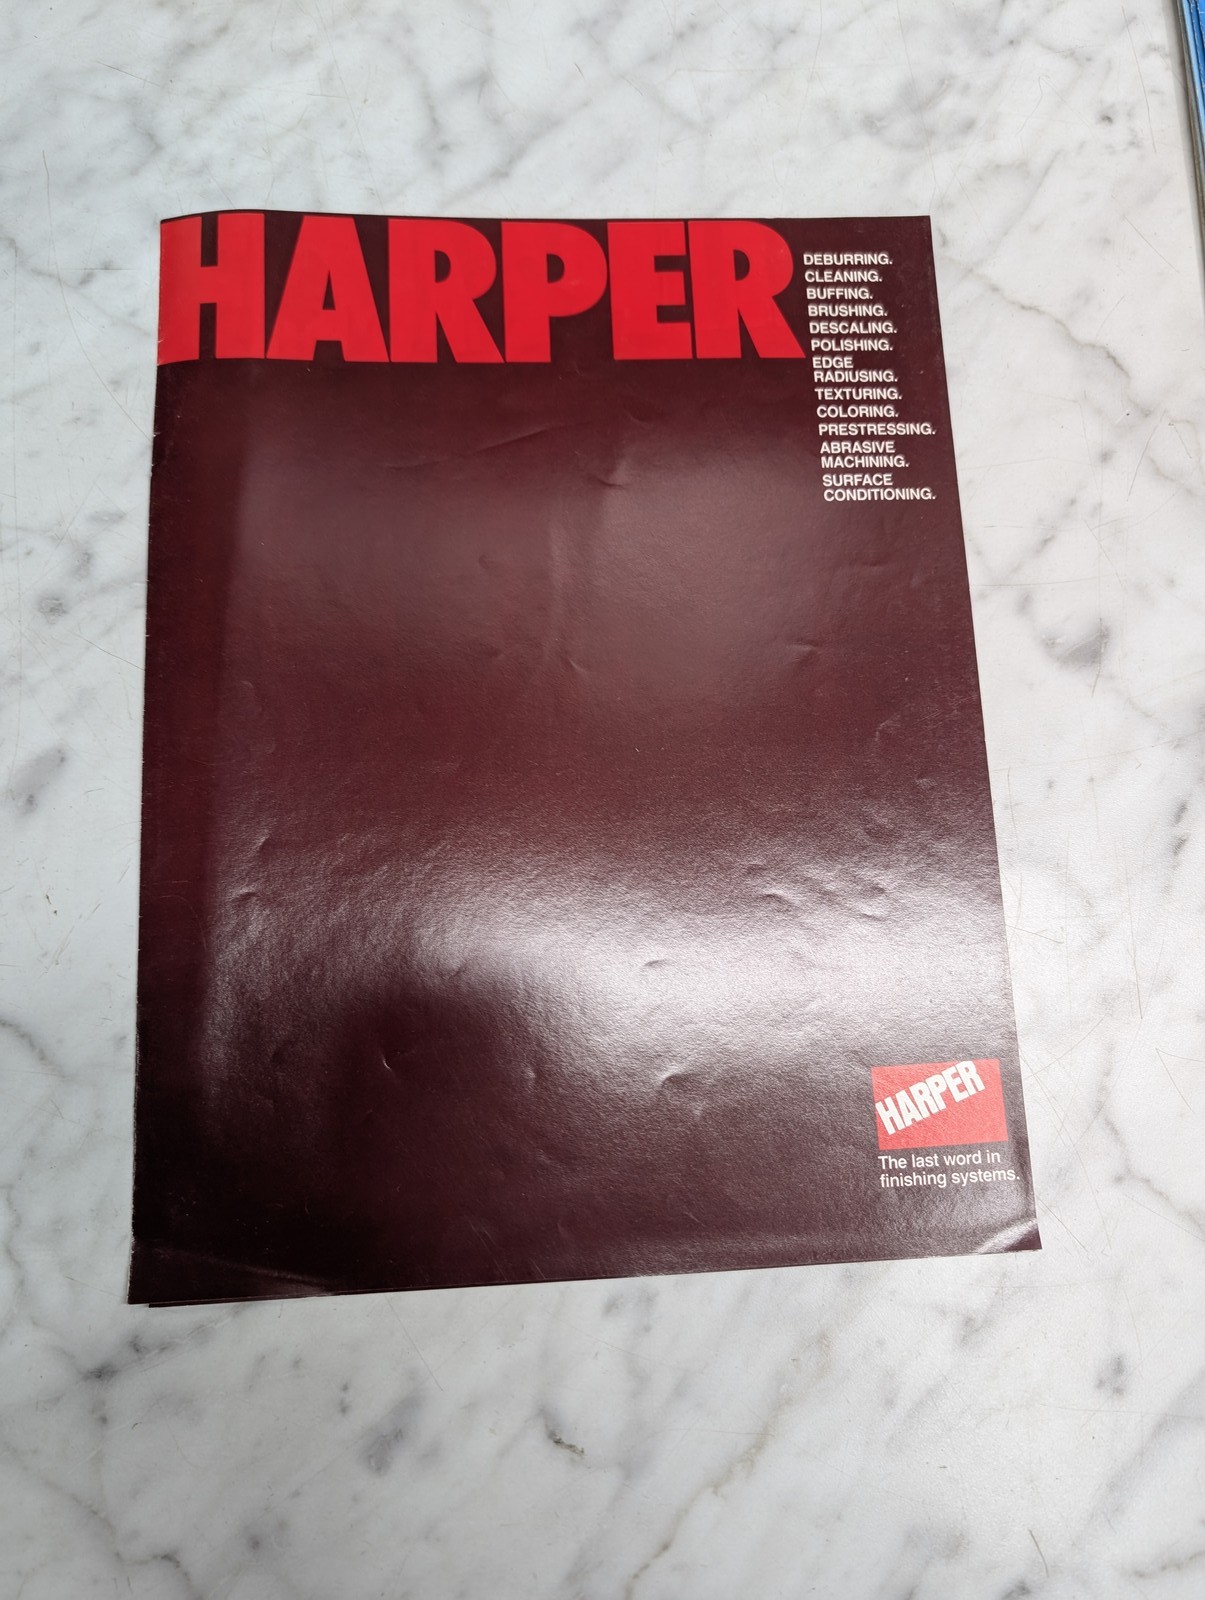 HARPER
DEBURRING.
CLEANING.
BUFFING.
BRUSHING.
DESCALING.
POLISHING.
EDGE
RADIUSING.
TEXTURING.
COLORING.
PRESTRESSING.
ABRASIVE
MACHINING.
SURFACE
CONDITIONING.
HARPER
The last word in
finishing systems.